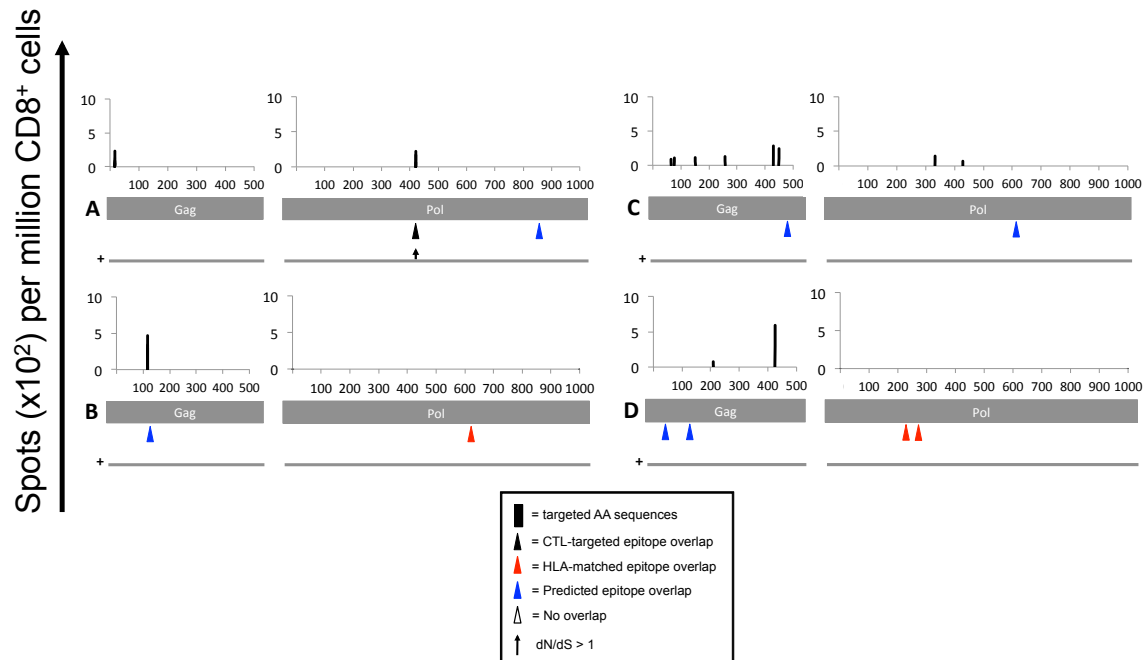 Spots (x10²) per million CD8⁺ cells
10
5
0
100 200 300 400 500
10
5
0
100 200 300 400 500 600 700 800 900 1000
A
Gag
Pol
+
10
5
0
100 200 300 400 500
10
5
0
100 200 300 400 500 600 700 800 900 1000
C
Gag
Pol
+
10
5
0
100 200 300 400 500
10
5
0
100 200 300 400 500 600 700 800 900 1000
B
Gag
Pol
+
10
5
0
100 200 300 400 500
10
5
0
100 200 300 400 500 600 700 800 900 1000
D
Gag
Pol
+
= targeted AA sequences
= CTL-targeted epitope overlap
= HLA-matched epitope overlap
= Predicted epitope overlap
= No overlap
dN/dS > 1